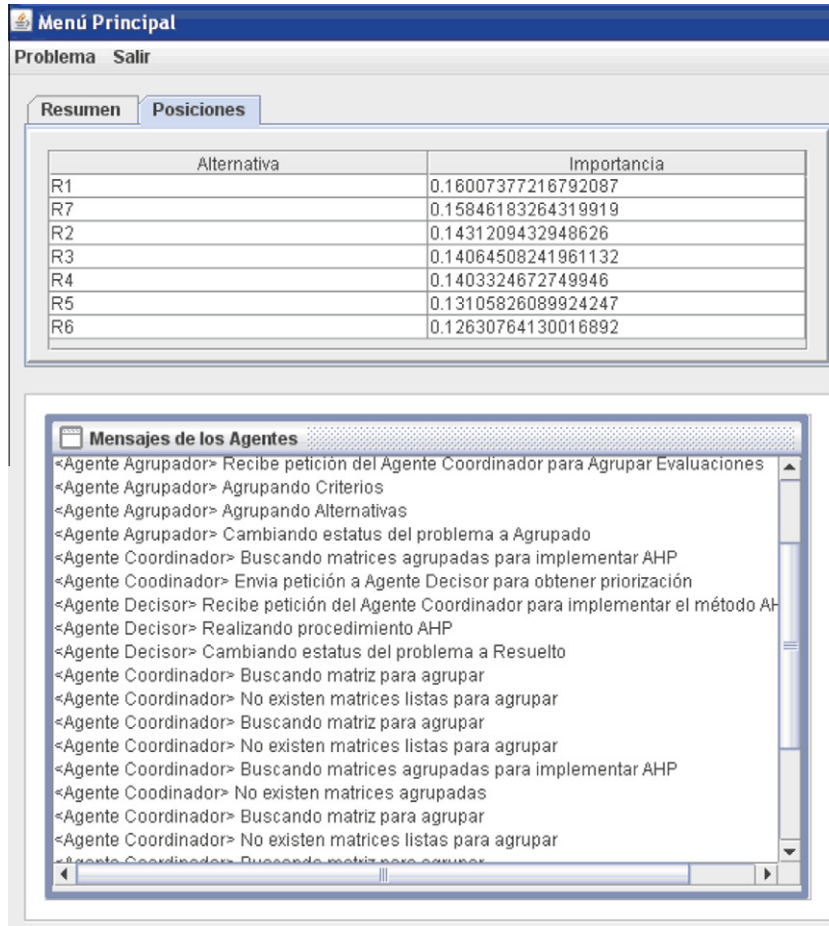 Menú Principal
Problema Salir
Resumen Posiciones
Alternativa Importancia
R1 0.16007377216792087
R7 0.15846183264319919
R2 0.1431209432948626
R3 0.14064508241961132
R4 0.1403324672749946
R5 0.13105826089924247
R6 0.12630764130016892
Mensajes de los Agentes
<Agente Agrupador> Recibe petición del Agente Coordinador para Agrupar Evaluaciones
<Agente Agrupador> Agrupando Criterios
<Agente Agrupador> Agrupando Alternativas
<Agente Agrupador> Cambiando estatus del problema a Agrupado
<Agente Coordinador> Buscando matrices agrupadas para implementar AHP
<Agente Coodinador> Envia petición a Agente Decisor para obtener priorización
<Agente Decisor> Recibe petición del Agente Coordinador para implementar el método AH
<Agente Decisor> Realizando procedimiento AHP
<Agente Decisor> Cambiando estatus del problema a Resuelto
<Agente Coordinador> Buscando matriz para agrupar
<Agente Coordinador> No existen matrices listas para agrupar
<Agente Coordinador> Buscando matriz para agrupar
<Agente Coordinador> No existen matrices listas para agrupar
<Agente Coordinador> Buscando matrices agrupadas para implementar AHP
<Agente Coodinador> No existen matrices agrupadas
<Agente Coordinador> Buscando matriz para agrupar
<Agente Coordinador> No existen matrices listas para agrupar
<Agente Coordinador> Buscando matriz para agrupar